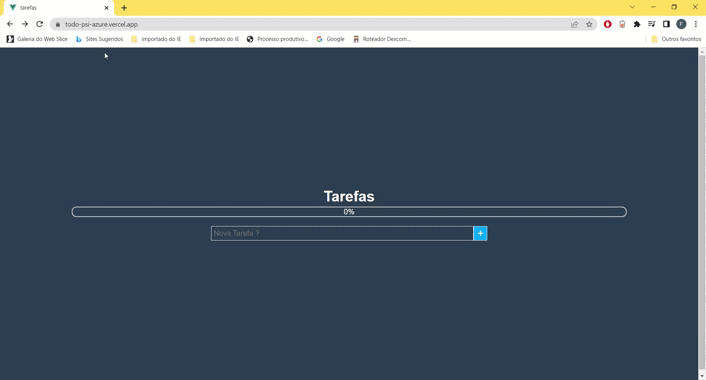 tarefas
todo-psi-azure.vercel.app
F
Galeria do Web Slice
Sites Sugeridos
Importado do IE
Importado do IE
Processo produtivo...
Google
Roteador Dexcom...
Outros favoritos
Tarefas
0%
Nova Tarefa ?
+